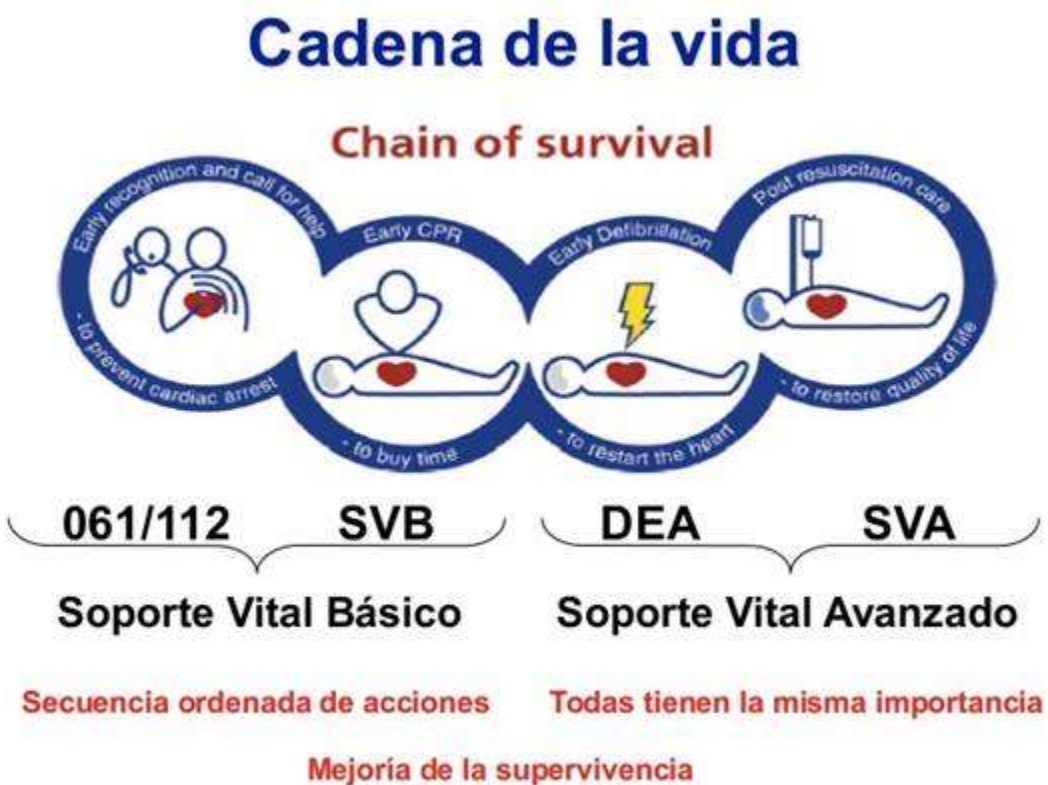 Cadena de la vida
Chain of survival
Early recognition and call for help
- to prevent cardiac arrest
Early CPR
- to buy time
Early Defibrillation
- to restart the heart
Post resuscitation care
- to restore quality of life
061/112 SVB DEA SVA
Soporte Vital Básico Soporte Vital Avanzado
Secuencia ordenada de acciones Todas tienen la misma importancia
Mejoría de la supervivencia